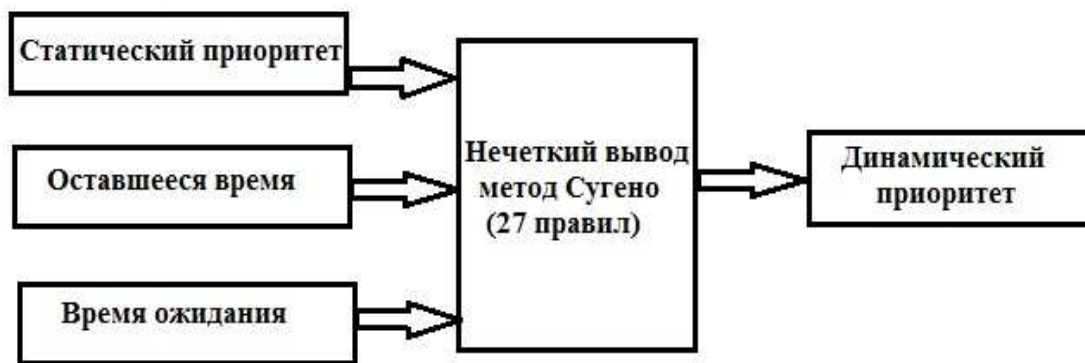 Статический приоритет
Оставшееся время
Время ожидания
Нечеткий вывод
метод Сугено
(27 правил)
Динамический
приоритет